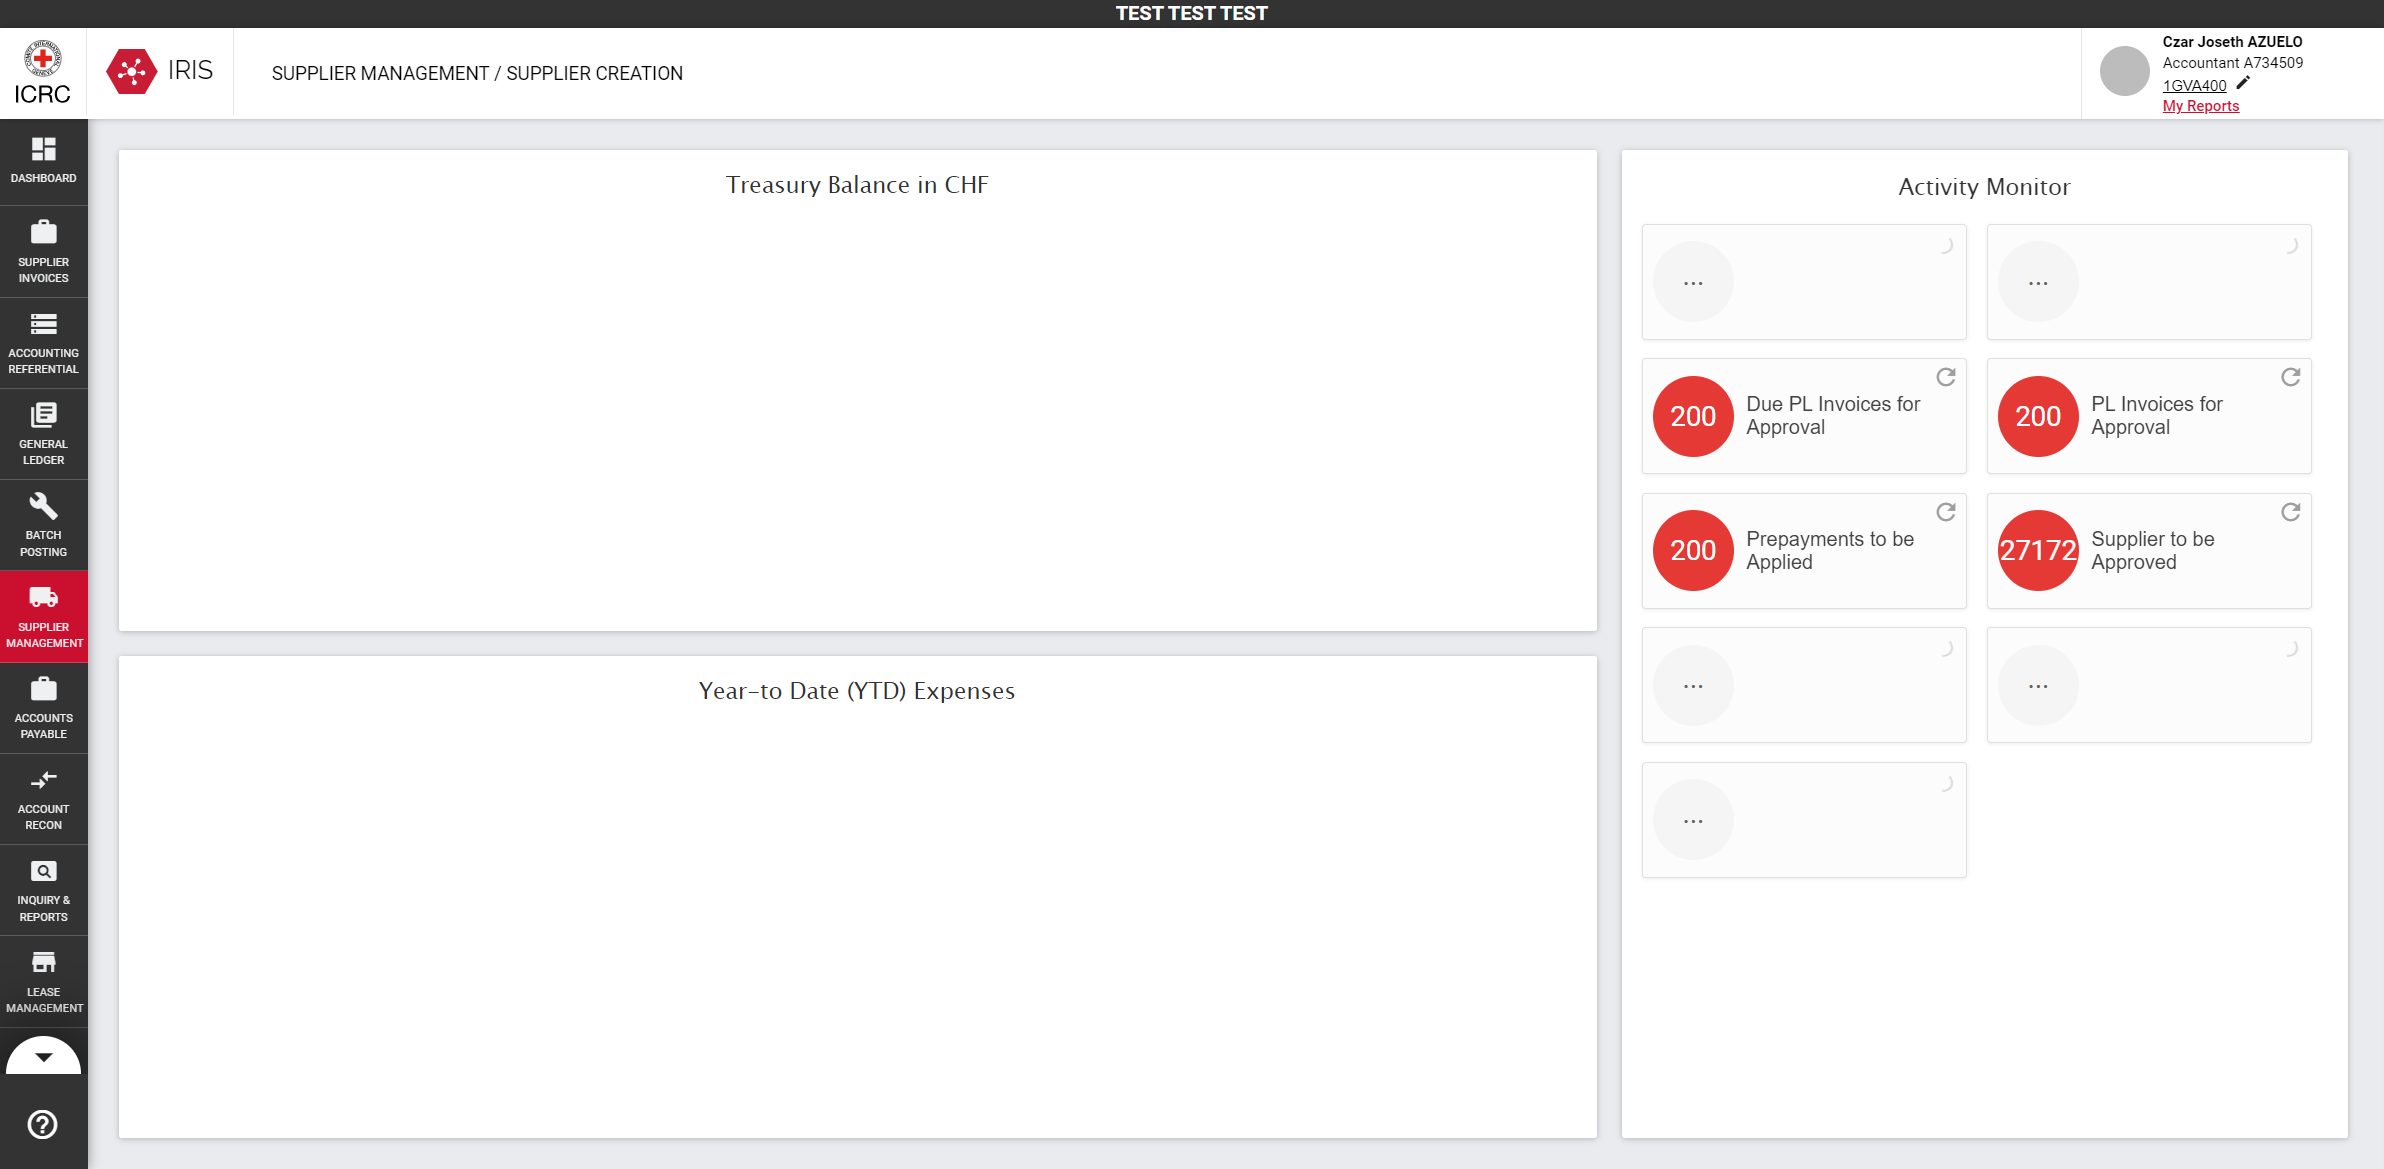 TEST TEST TEST
ICRC
IRIS
SUPPLIER MANAGEMENT / SUPPLIER CREATION
Czar Joseth AZUELO
Accountant A734509
1GVA400
My Reports
DASHBOARD
SUPPLIER
INVOICES
ACCOUNTING
REFERENTIAL
GENERAL
LEDGER
BATCH
POSTING
SUPPLIER
MANAGEMENT
ACCOUNTS
PAYABLE
ACCOUNT
RECON
INQUIRY &
REPORTS
LEASE
MANAGEMENT
Treasury Balance in CHF
Year-to Date (YTD) Expenses
Activity Monitor
...
...
200
Due PL Invoices for
Approval
200
PL Invoices for
Approval
200
Prepayments to be
Applied
27172
Supplier to be
Approved
...
...
...